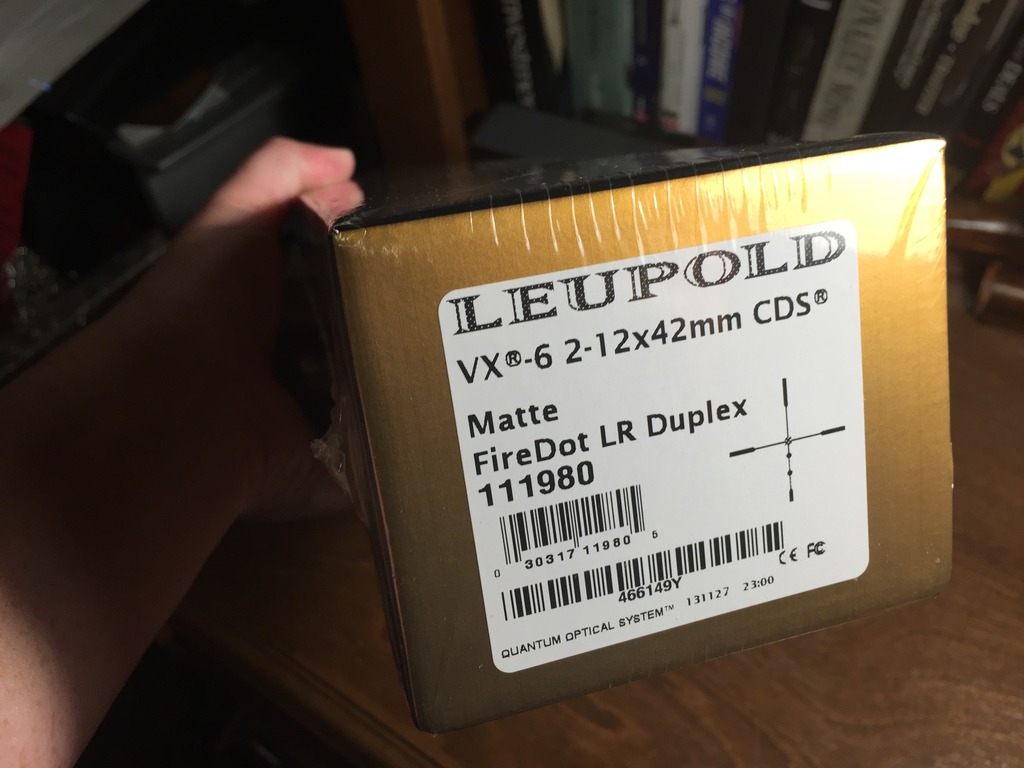 LEUPOLD
VX®-6 2-12x42mm CDS®
Matte
FireDot LR Duplex
111980
0 30317 11980 5
466149Y
CE FC
QUANTUM OPTICAL SYSTEM™ 131127 23:00